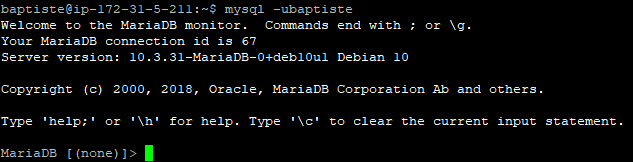 baptiste@ip-172-31-5-211:~$ mysql -ubaptiste
Welcome to the MariaDB monitor.  Commands end with ; or \g.
Your MariaDB connection id is 67
Server version: 10.3.31-MariaDB-0+deb10u1 Debian 10
Copyright (c) 2000, 2018, Oracle, MariaDB Corporation Ab and others.
Type 'help;' or '\h' for help. Type '\c' to clear the current input statement.
MariaDB [(none)]>